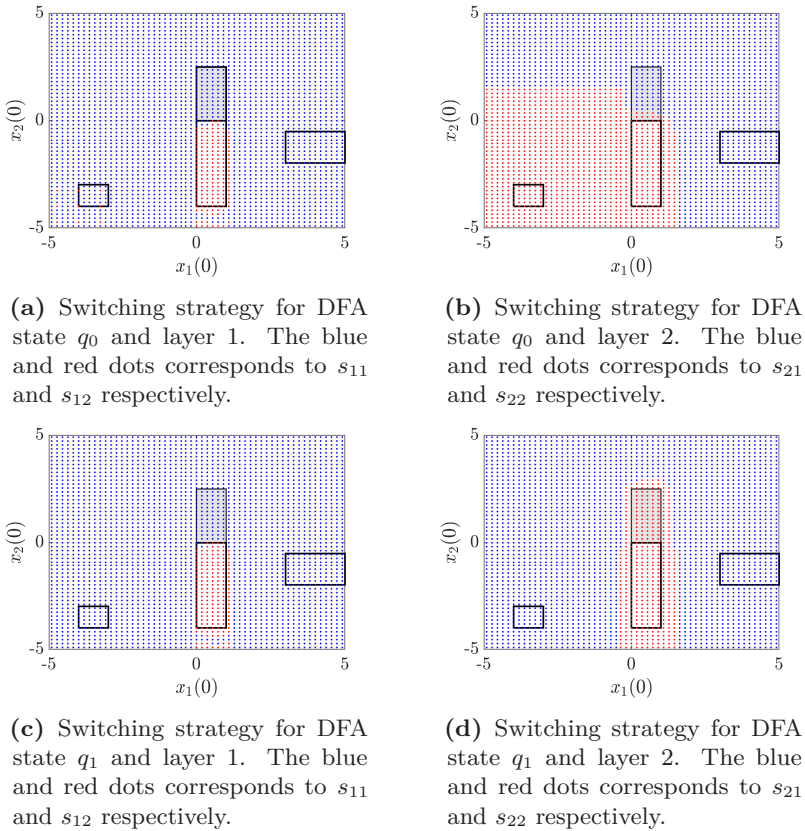 5
0
-5
x₂(0)
-5
0
5
x₁(0)
5
0
-5
x₂(0)
-5
0
5
x₁(0)
(a) Switching strategy for DFA
state q₀ and layer 1. The blue
and red dots corresponds to s₁₁
and s₁₂ respectively.
(b) Switching strategy for DFA
state q₀ and layer 2. The blue
and red dots corresponds to s₂₁
and s₂₂ respectively.
5
0
-5
x₂(0)
-5
0
5
x₁(0)
5
0
-5
x₂(0)
-5
0
5
x₁(0)
(c) Switching strategy for DFA
state q₁ and layer 1. The blue
and red dots corresponds to s₁₁
and s₁₂ respectively.
(d) Switching strategy for DFA
state q₁ and layer 2. The blue
and red dots corresponds to s₂₁
and s₂₂ respectively.